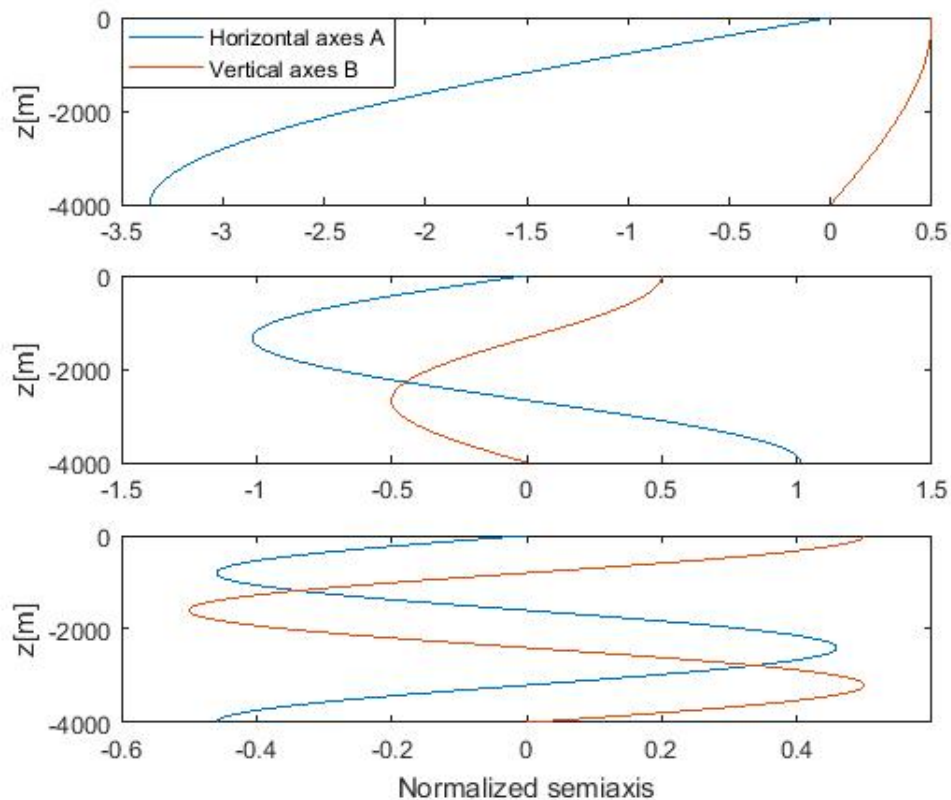 0
Horizontal axes A
Vertical axes B
z[m]
-2000
-4000
-3.5 -3 -2.5 -2 -1.5 -1 -0.5 0 0.5
0
z[m]
-2000
-4000
-1.5 -1 -0.5 0 0.5 1 1.5
0
z[m]
-2000
-4000
-0.6 -0.4 -0.2 0 0.2 0.4
Normalized semiaxis